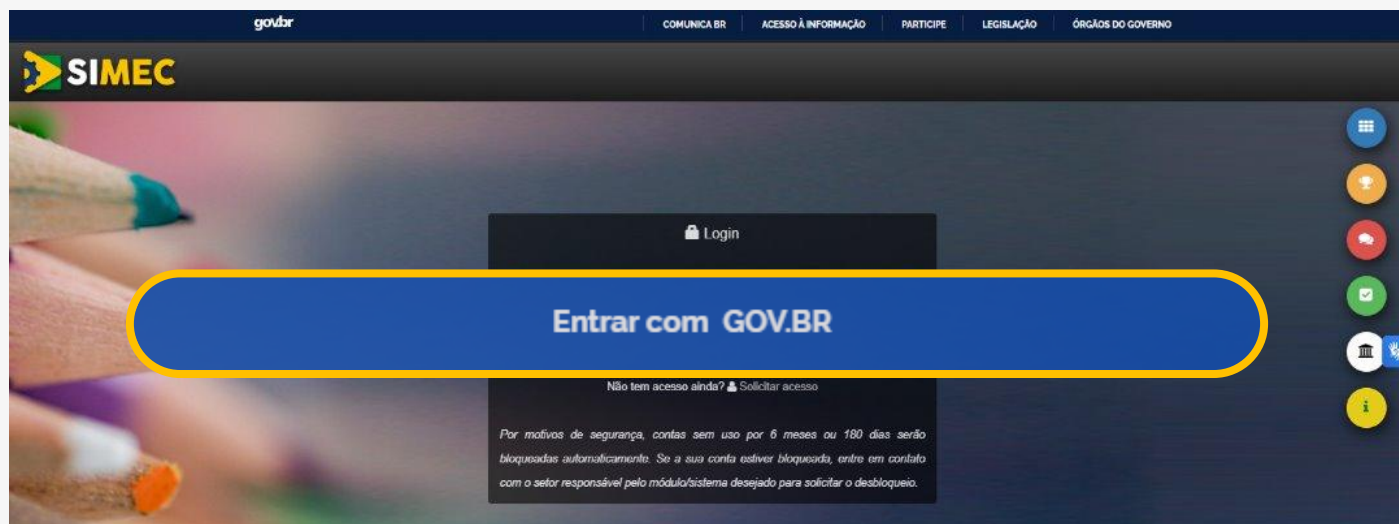 gov.br
COMUNICA BR
ACESSO À INFORMAÇÃO
PARTICIPE
LEGISLAÇÃO
ÓRGÃOS DO GOVERNO
SIMEC
Login
Entrar com GOV.BR
Não tem acesso ainda? Solicitar acesso
Por motivos de segurança, contas sem uso por 6 meses ou 180 dias serão
bloqueadas automaticamente. Se a sua conta estiver bloqueada, entre em contato
com o setor responsável pelo módulo/sistema desejado para solicitar o desbloqueio.